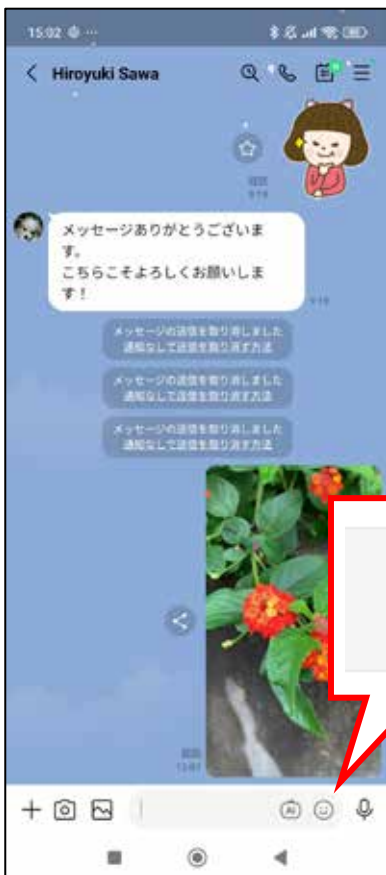 15:02
Hiroyuki Sawa
既読
メッセージありがとうございま
す。
こちらこそよろしくお願いしま
す！
メッセージの送信を取り消しました
通知なしで送信を取り消す方法
メッセージの送信を取り消しました
通知なしで送信を取り消す方法
メッセージの送信を取り消しました
通知なしで送信を取り消す方法
既読